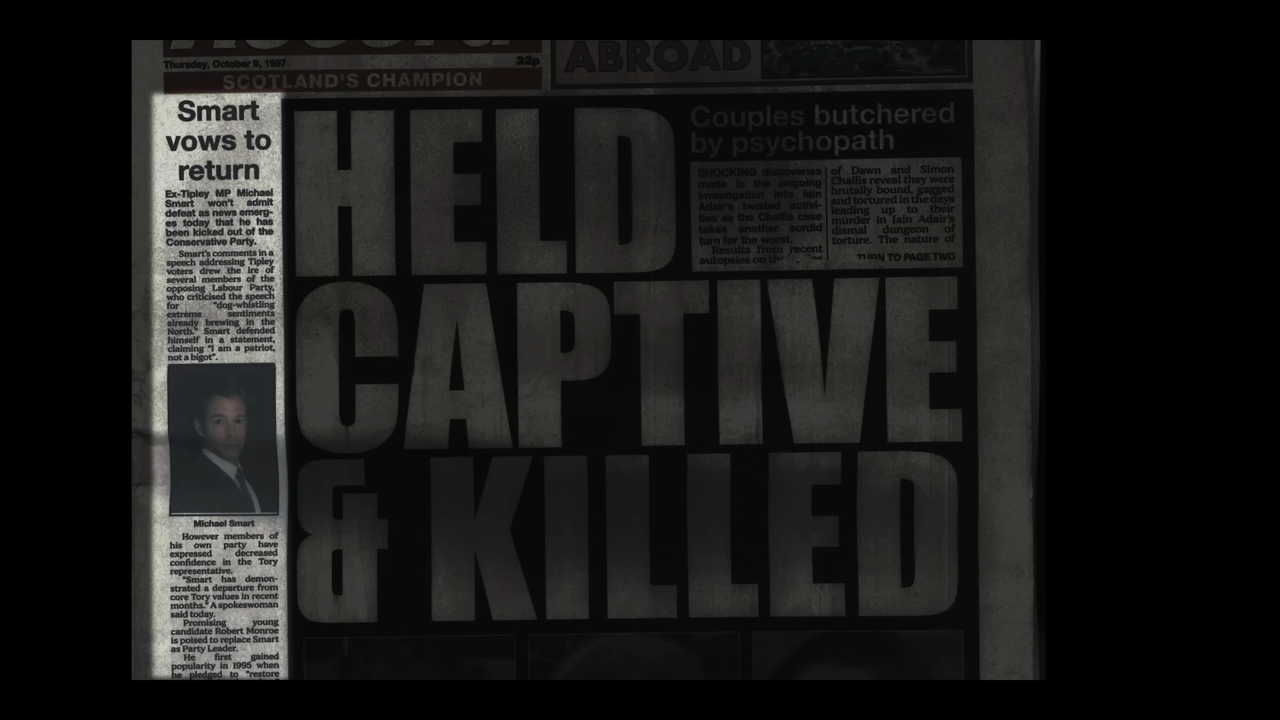 Record
ABROAD
Thursday, October 9, 1997
32p
SCOTLAND'S CHAMPION
Smart
vows to
return
Ex-Tipley MP Michael
Smart won't admit
defeat as news emerg-
es today that he has
been kicked out of the
Conservative Party.
Smart's comments in a
speech addressing Tipley
voters drew the ire of
several members of the
opposing Labour Party,
who criticised the speech
for "dog-whistling
extreme sentiments
already brewing in the
North." Smart defended
himself in a statement,
claiming "I am a patriot,
not a bigot".
Michael Smart
However members of
his own party have
expressed decreased
confidence in the Tory
representative.
"Smart has demon-
strated a departure from
core Tory values in recent
months." A spokeswoman
said today.
Promising young
candidate Robert Monroe
is poised to replace Smart
as Party Leader.
He first gained
popularity in 1995 when
he pledged to "restore
HELD
CAPTIVE
& KILLED
Couples butchered
by psychopath
SHOCKING discoveries
made in the ongoing
investigation into Iain
Adair's twisted activi-
ties as the Challis case
takes another sordid
turn for the worst.
Results from recent
autopsies on the
of Dawn and Simon
Challis reveal they were
brutally bound, gagged
and tortured in the days
leading up to their
murder in Iain Adair's
dismal dungeon of
torture. The nature of
TURN TO PAGE TWO